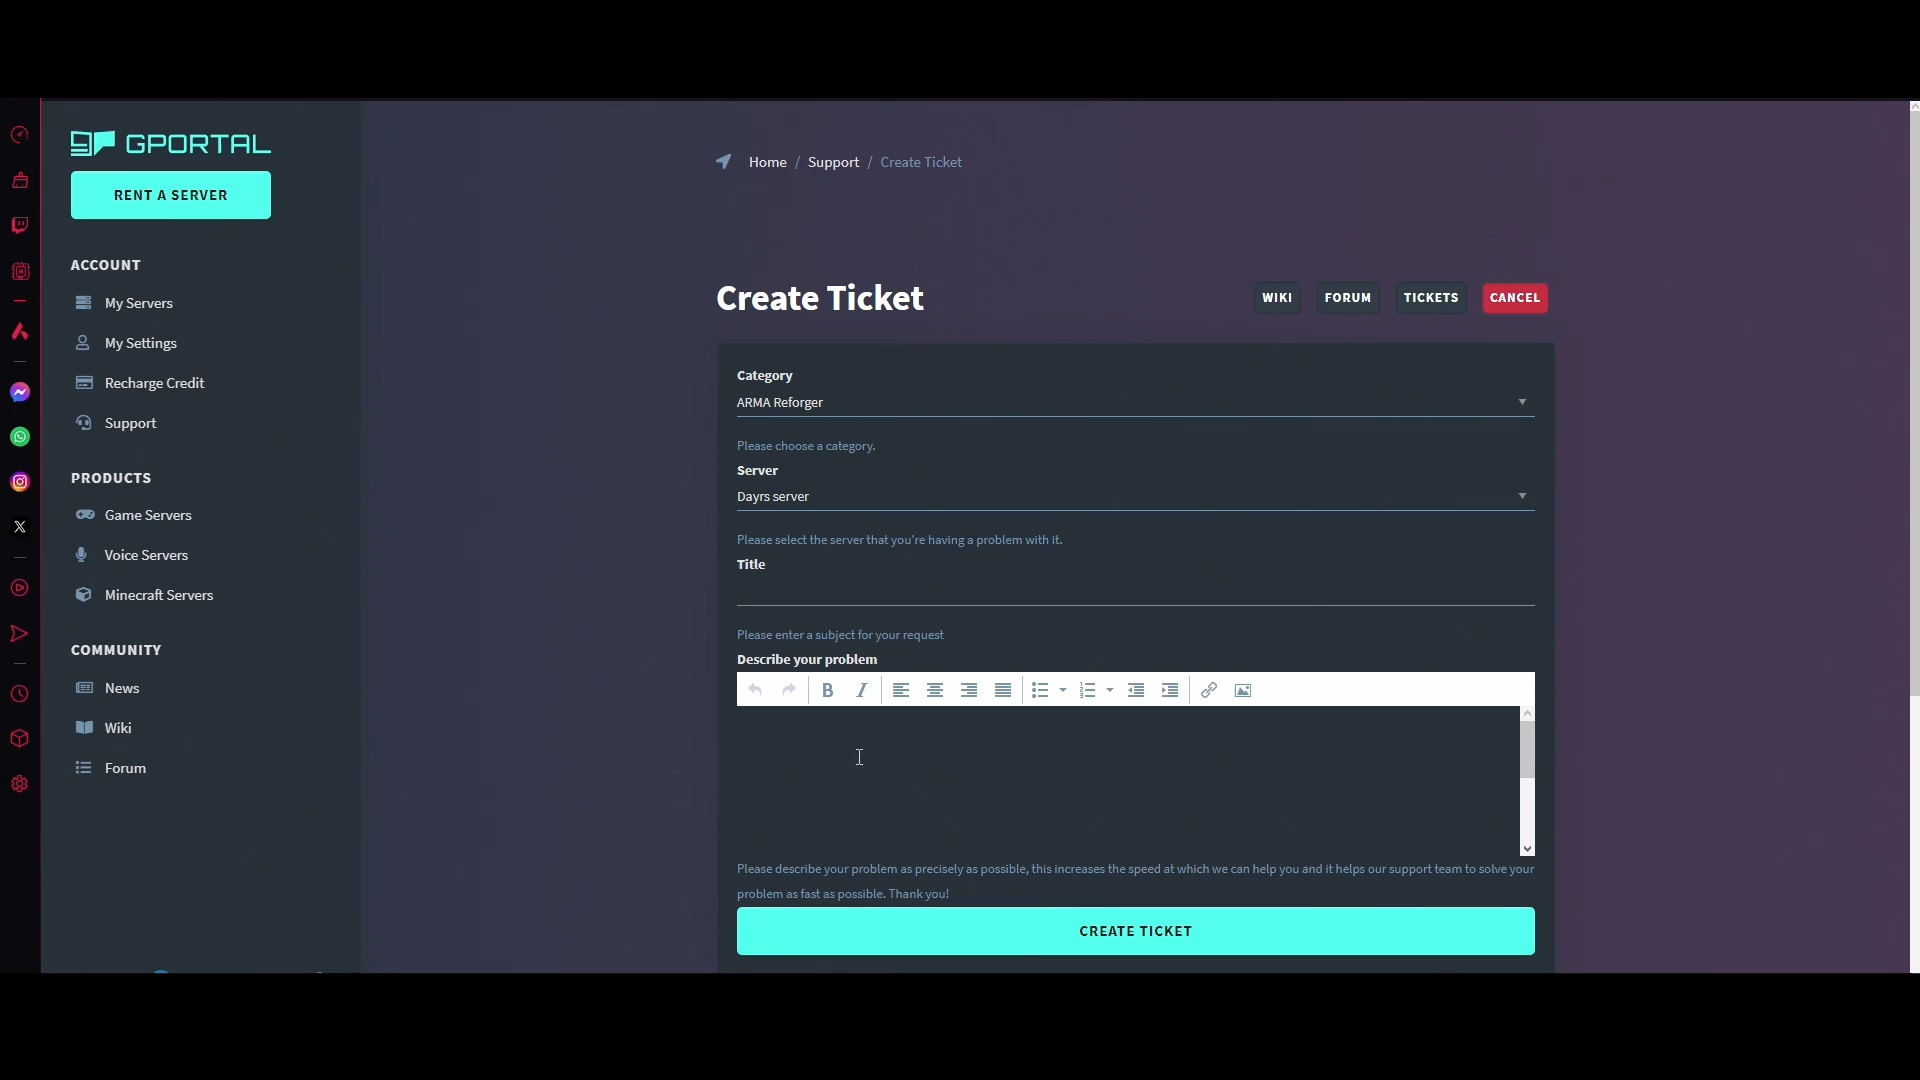 GPORTAL
RENT A SERVER
ACCOUNT
My Servers
My Settings
Recharge Credit
Support
PRODUCTS
Game Servers
Voice Servers
Minecraft Servers
COMMUNITY
News
Wiki
Forum
Home / Support / Create Ticket
Create Ticket
WIKI
FORUM
TICKETS
CANCEL
Category
ARMA Reforger
Please choose a category.
Server
Dayrs server
Please select the server that you're having a problem with it.
Title
Please enter a subject for your request
Describe your problem
Please describe your problem as precisely as possible, this increases the speed at which we can help you and it helps our support team to solve your
problem as fast as possible. Thank you!
CREATE TICKET